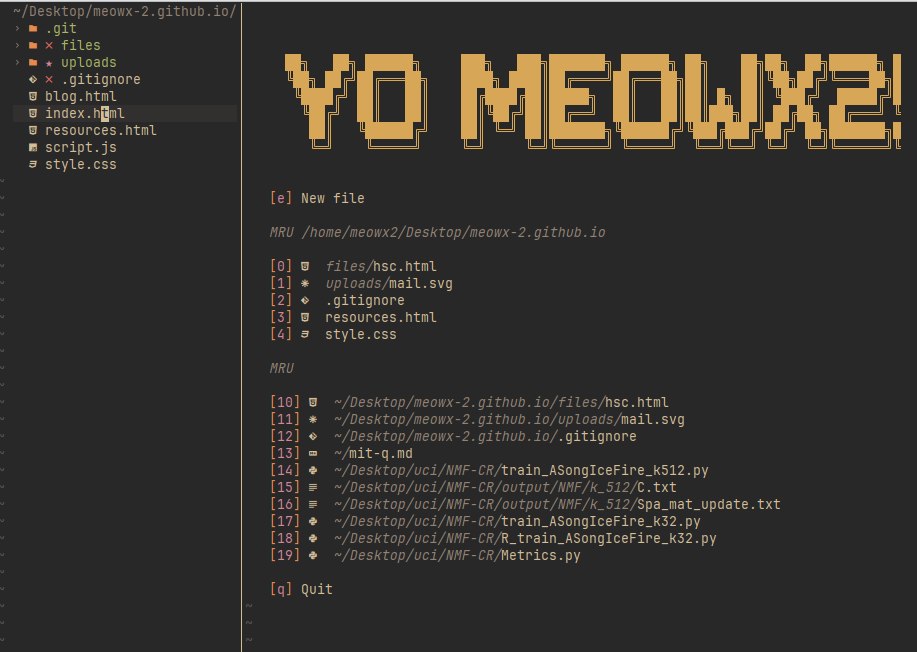 ~/Desktop/meowx-2.github.io/
.git
files
uploads
.gitignore
blog.html
index.html
resources.html
script.js
style.css
YO MEOWX2
[e] New file
MRU /home/meowx2/Desktop/meowx-2.github.io
[0] files/hsc.html
[1] uploads/mail.svg
[2] .gitignore
[3] resources.html
[4] style.css
MRU
[10] ~/Desktop/meowx-2.github.io/files/hsc.html
[11] ~/Desktop/meowx-2.github.io/uploads/mail.svg
[12] ~/Desktop/meowx-2.github.io/.gitignore
[13] ~/mit-q.md
[14] ~/Desktop/uci/NMF-CR/train_ASongIceFire_k512.py
[15] ~/Desktop/uci/NMF-CR/output/NMF/k_512/C.txt
[16] ~/Desktop/uci/NMF-CR/output/NMF/k_512/Spa_mat_update.txt
[17] ~/Desktop/uci/NMF-CR/train_ASongIceFire_k32.py
[18] ~/Desktop/uci/NMF-CR/R_train_ASongIceFire_k32.py
[19] ~/Desktop/uci/NMF-CR/Metrics.py
[q] Quit